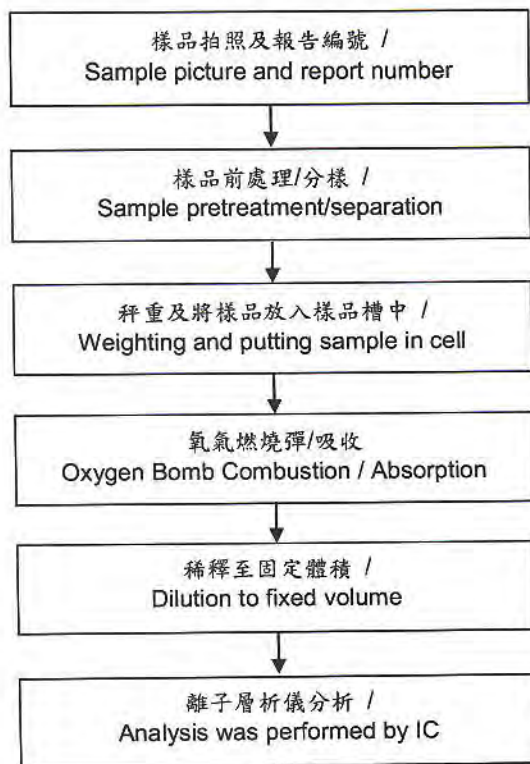 樣品拍照及報告編號 /
Sample picture and report number
樣品前處理/分樣 /
Sample pretreatment/separation
秤重及將樣品放入樣品槽中 /
Weighting and putting sample in cell
氧氣燃燒彈/吸收
Oxygen Bomb Combustion / Absorption
稀釋至固定體積 /
Dilution to fixed volume
離子層析儀分析 /
Analysis was performed by IC